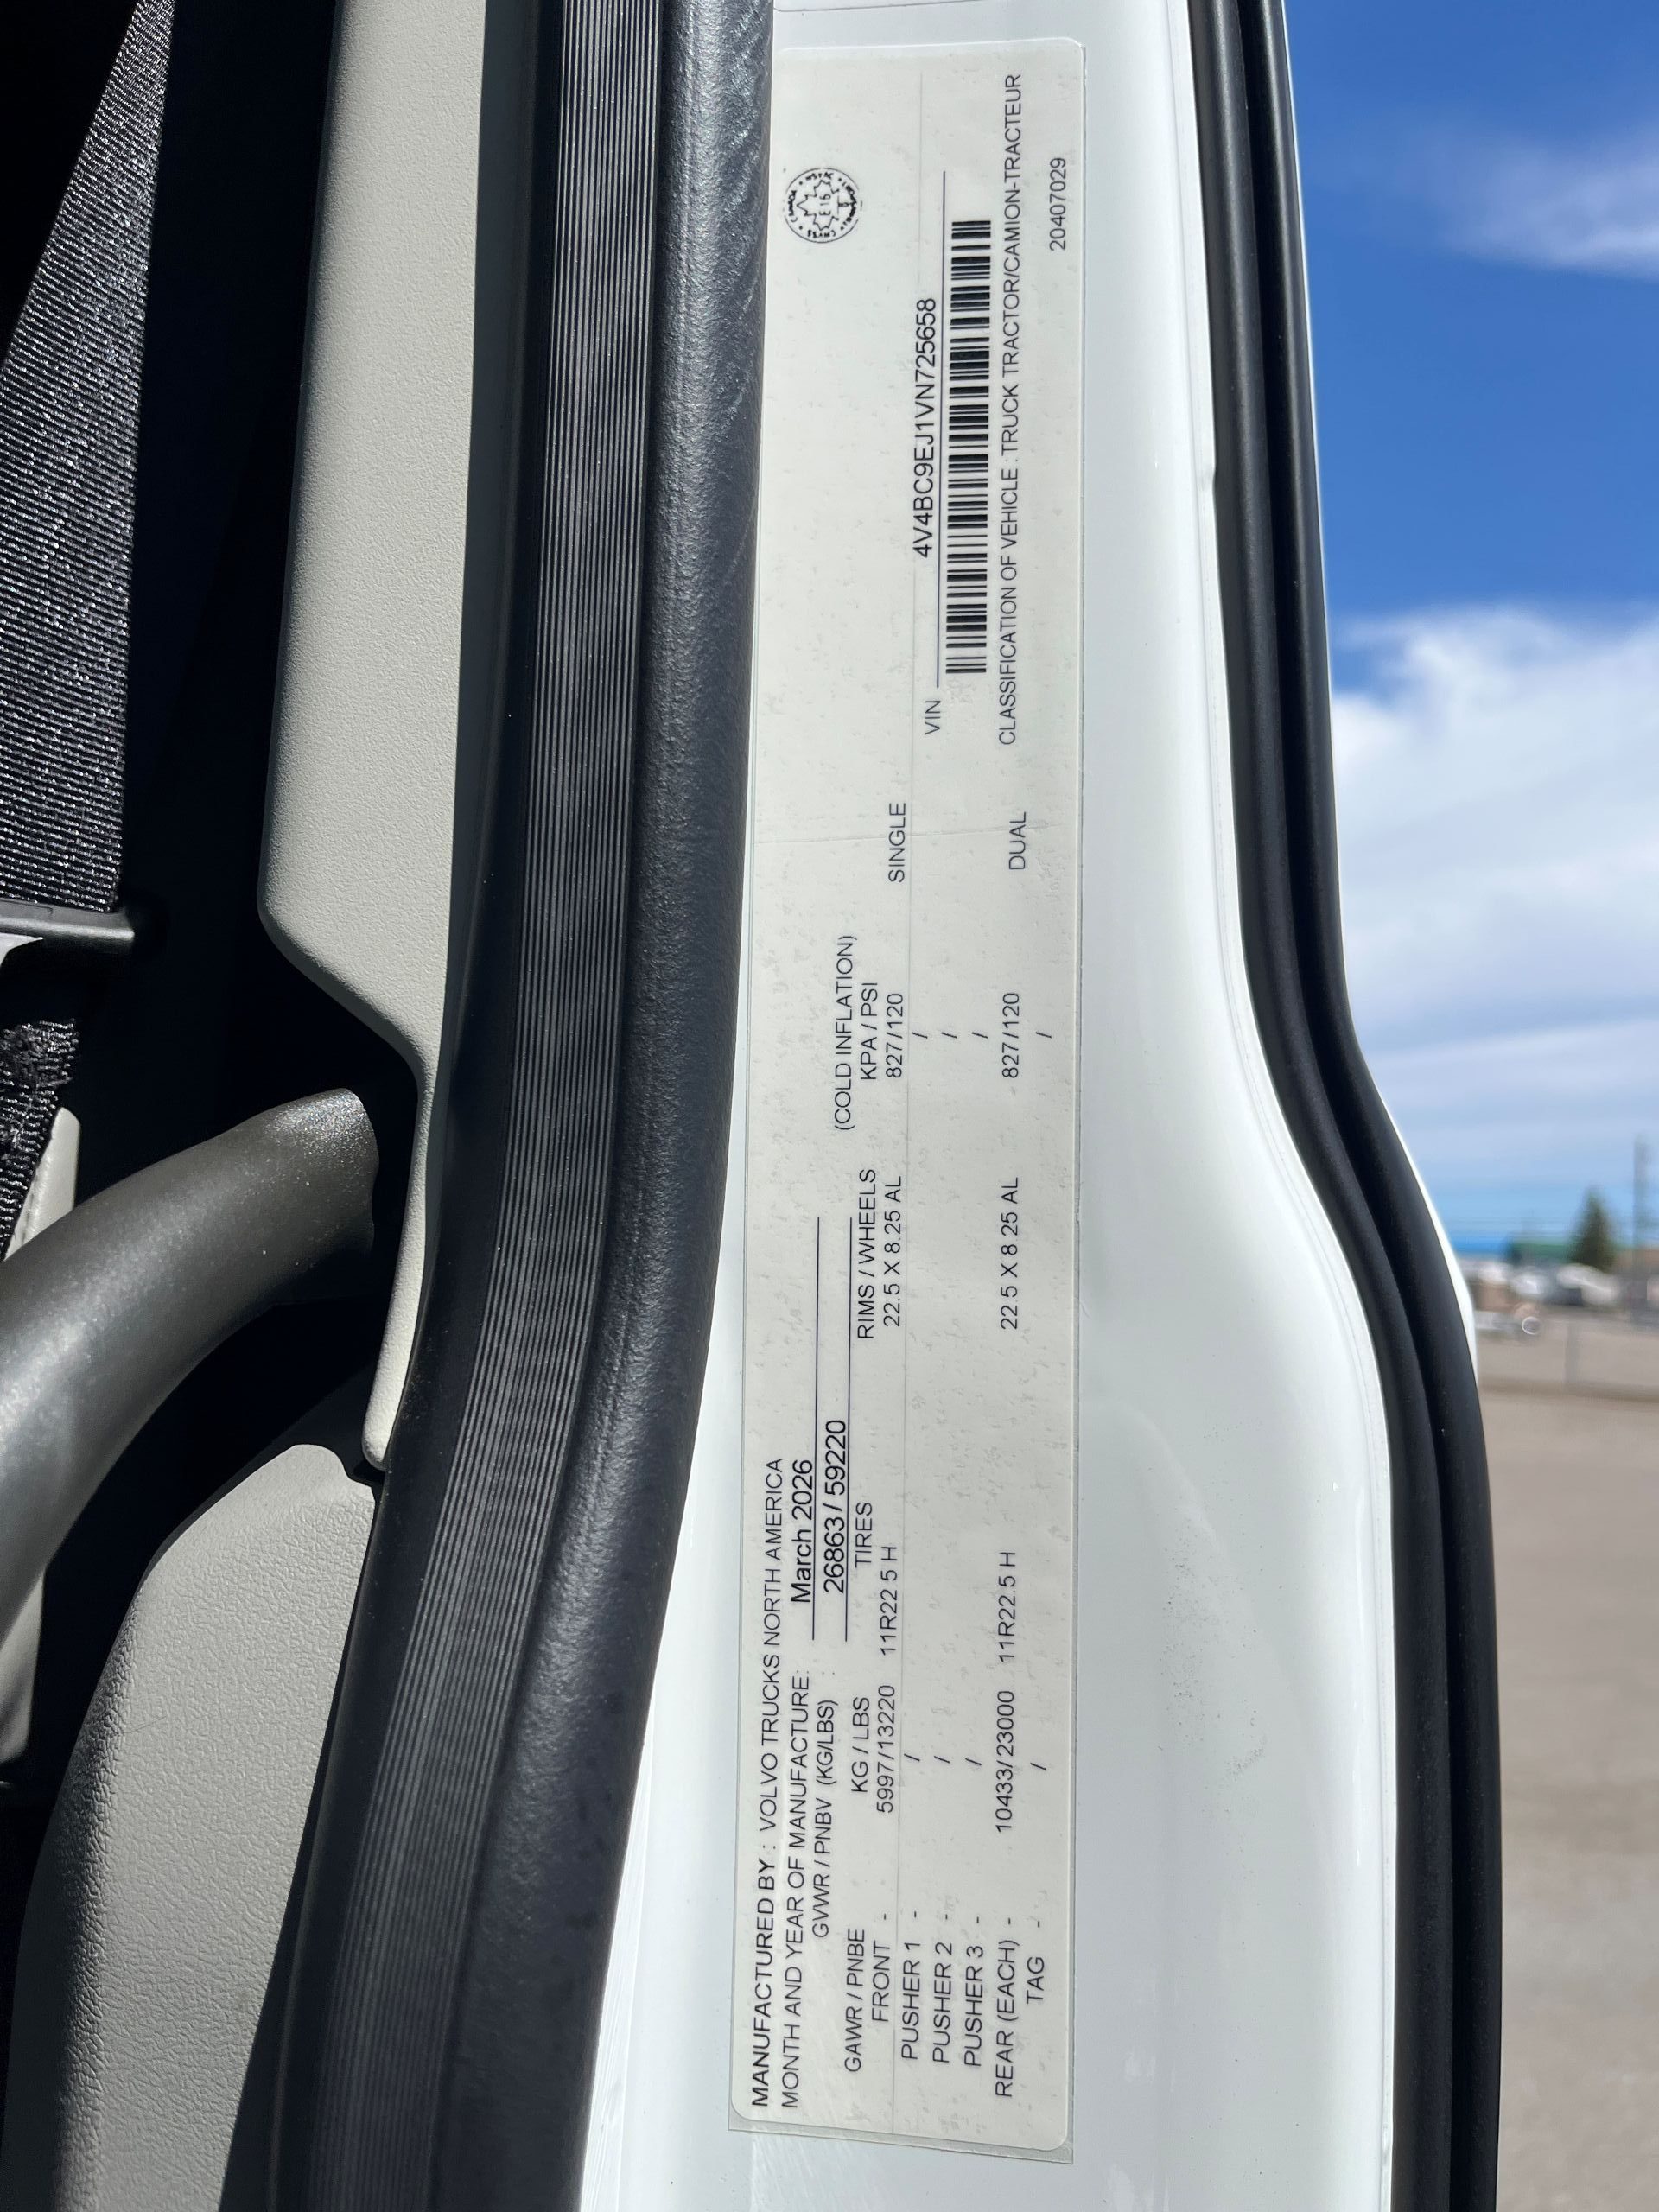 MANUFACTURED BY : VOLVO TRUCKS NORTH AMERICA
MONTH AND YEAR OF MANUFACTURE: March 2026
GVWR / PNBV (KG/LBS) : 26863 / 59220
(COLD INFLATION)
GAWR / PNBE KG / LBS TIRES RIMS / WHEELS KPA / PSI
FRONT - 5997/13220 11R22 5 H 22.5 X 8.25 AL 827/120 SINGLE
PUSHER 1 - / /
PUSHER 2 - / /
PUSHER 3 - / /
REAR (EACH) - 10433/23000 11R22.5 H 22 5 X 8 25 AL 827/120 DUAL
TAG - / /
VIN 4V4BC9EJ1VN725658
CLASSIFICATION OF VEHICLE : TRUCK TRACTOR/CAMION-TRACTEUR
20407029
E16
CANADA